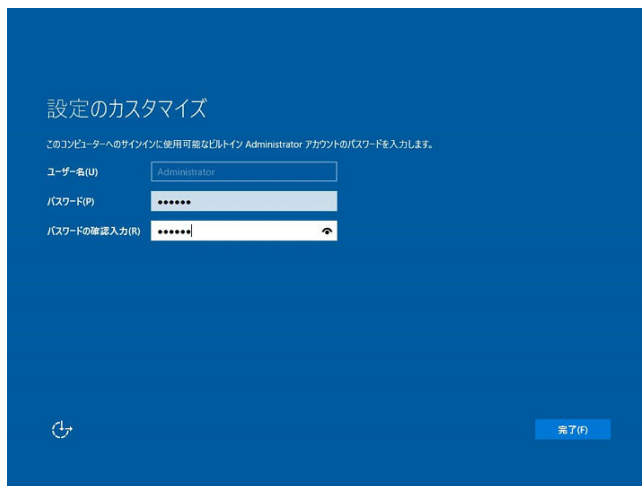 設定のカスタマイズ
このコンピューターへのサインインに使用可能なビルトイン Administrator アカウントのパスワードを入力します。
ユーザー名(U)
Administrator
パスワード(P)
••••••
パスワードの確認入力(R)
••••••
完了(F)